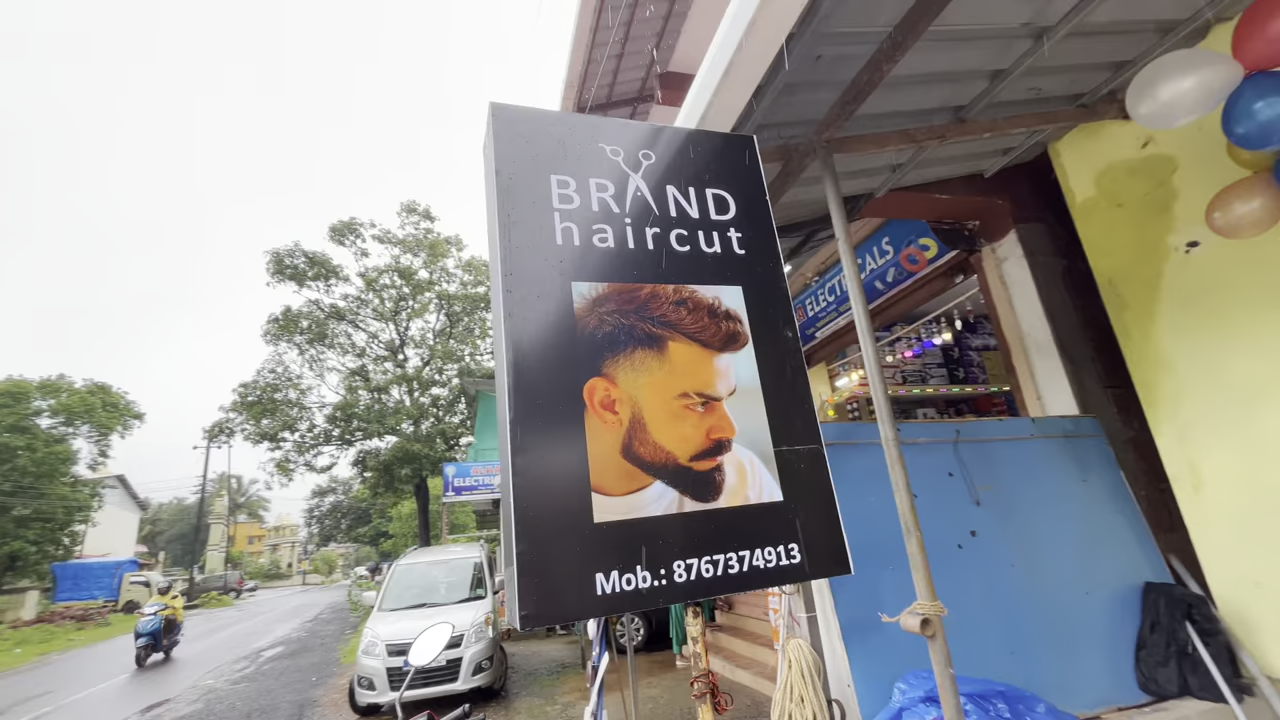 BRAND
haircut
Mob.: 8767374913
ELECTRICALS
ELECTRI